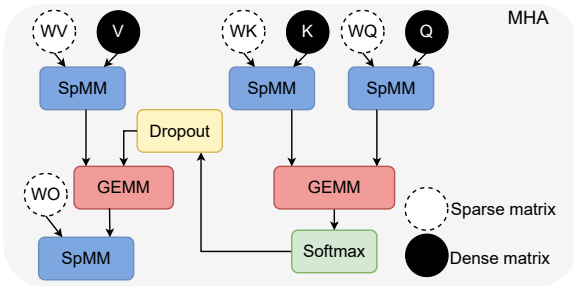 MHA
WV
V
WK
K
WQ
Q
SpMM
SpMM
SpMM
Dropout
GEMM
GEMM
WO
Sparse matrix
SpMM
Softmax
Dense matrix